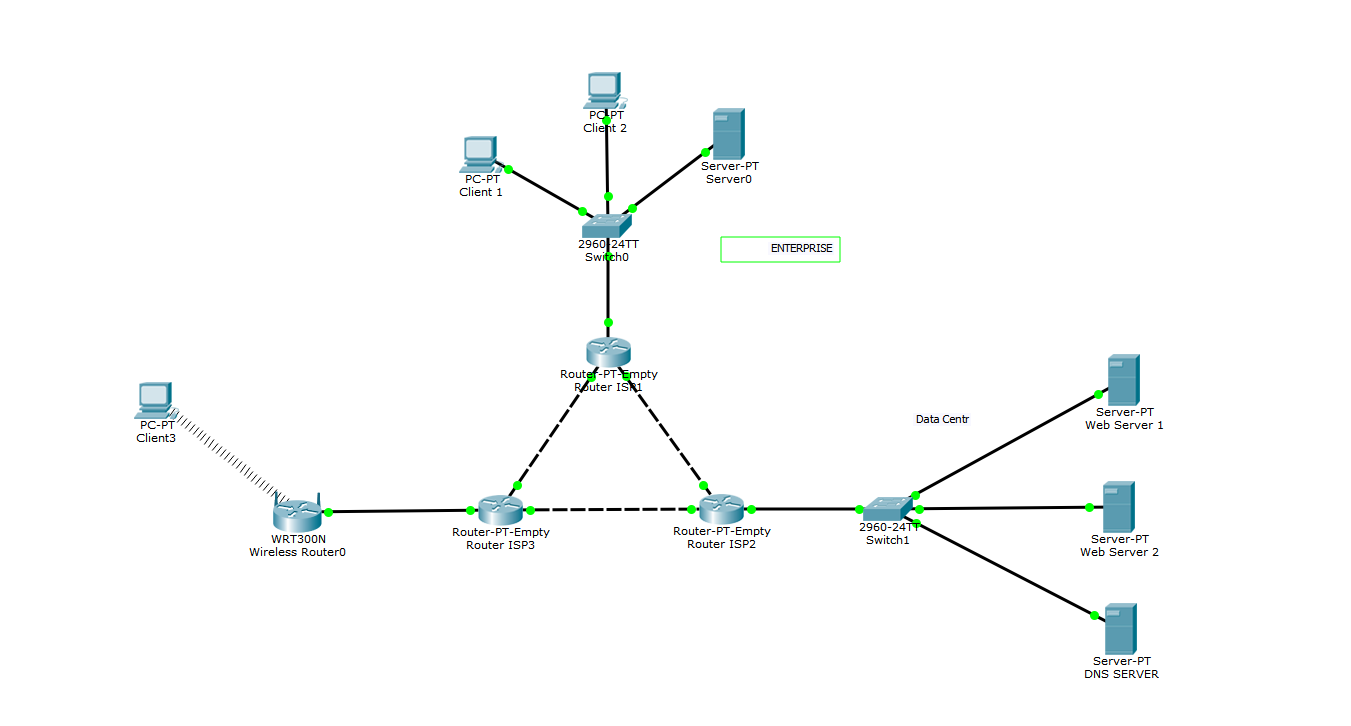 PC-PT
Client 2
PC-PT
Client 1
Server-PT
Server0
2960-24TT
Switch0
ENTERPRISE
Router-PT-Empty
Router ISP1
PC-PT
Client3
Data Centr
Server-PT
Web Server 1
WRT300N
Wireless Router0
Router-PT-Empty
Router ISP3
Router-PT-Empty
Router ISP2
2960-24TT
Switch1
Server-PT
Web Server 2
Server-PT
DNS SERVER